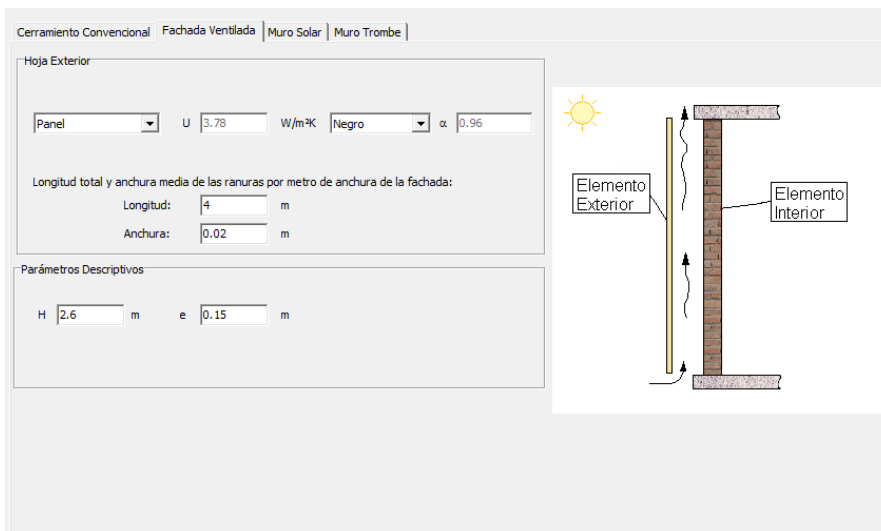 Cerramiento Convencional Fachada Ventilada Muro Solar Muro Trombe
Hoja Exterior
Panel U 3.78 W/m²K Negro α 0.96
Longitud total y anchura media de las ranuras por metro de anchura de la fachada:
Longitud: 4 m
Anchura: 0.02 m
Parámetros Descriptivos
H 2.6 m e 0.15 m
Elemento
Exterior
Elemento
Interior